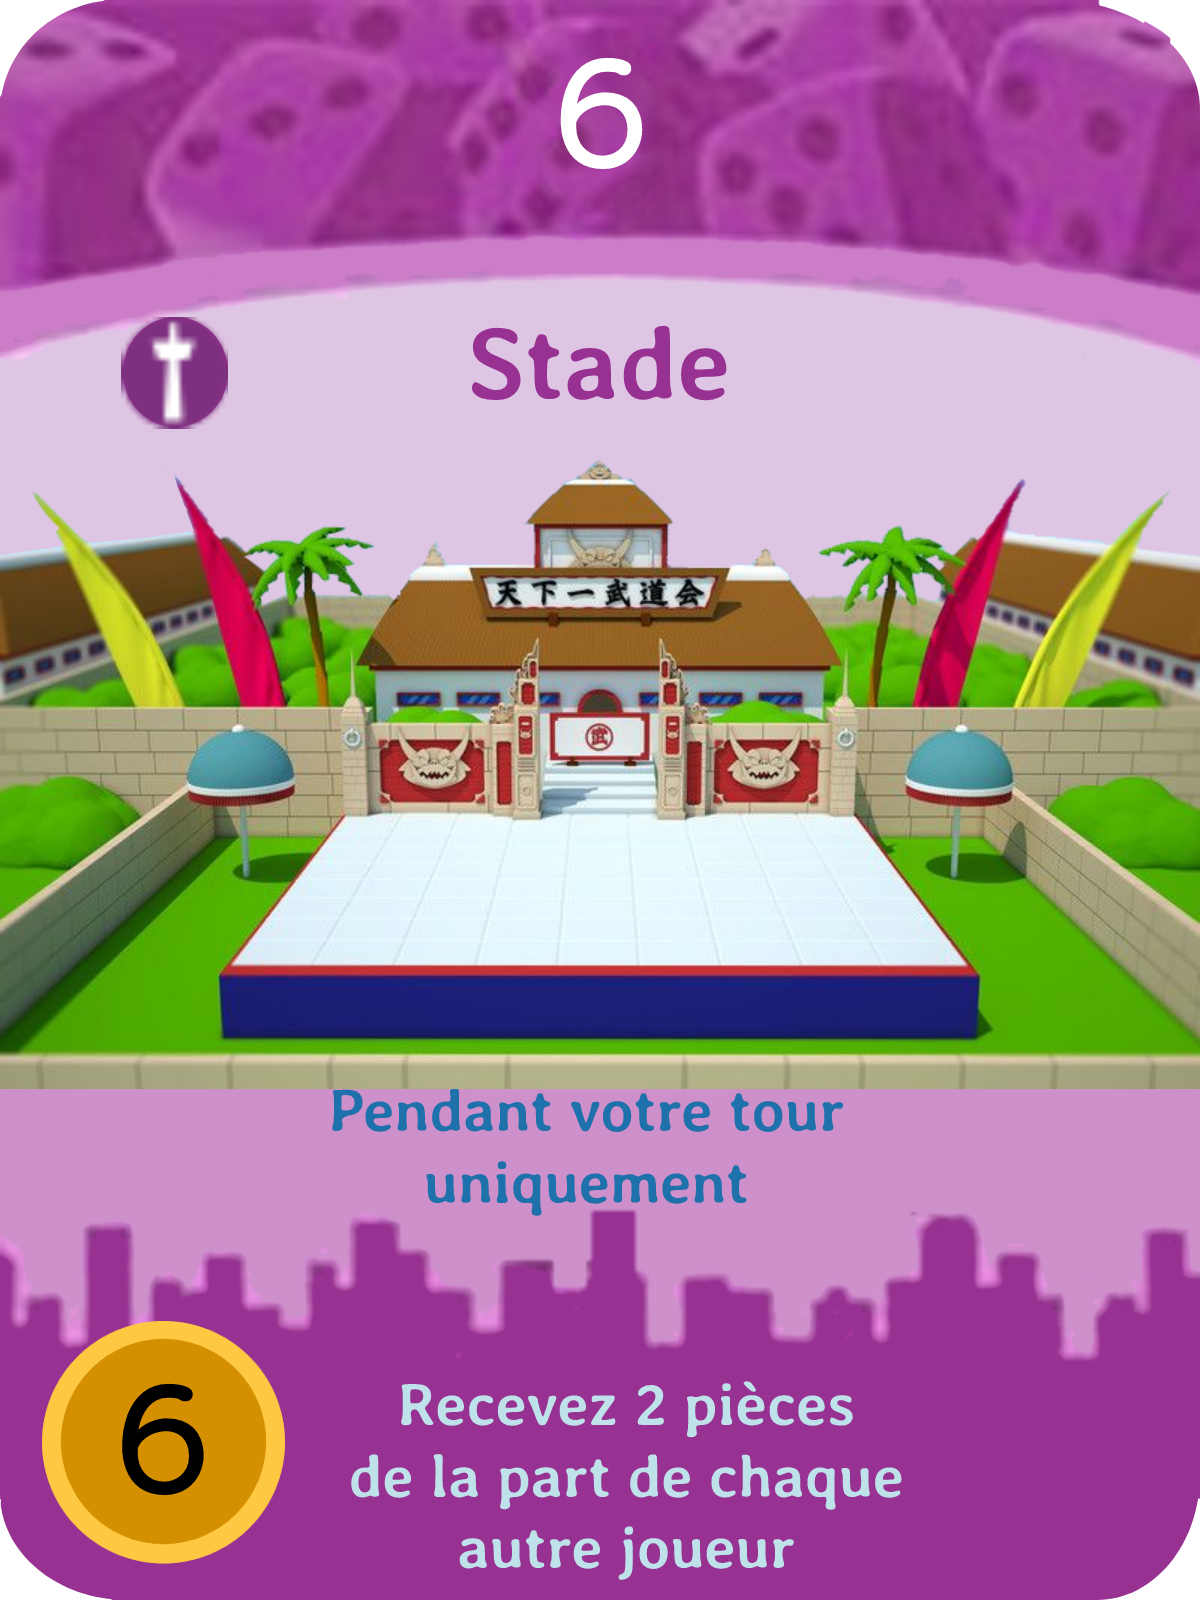 6
Stade
天下一武道会
武
Pendant votre tour
uniquement
6
Recevez 2 pièces
de la part de chaque
autre joueur